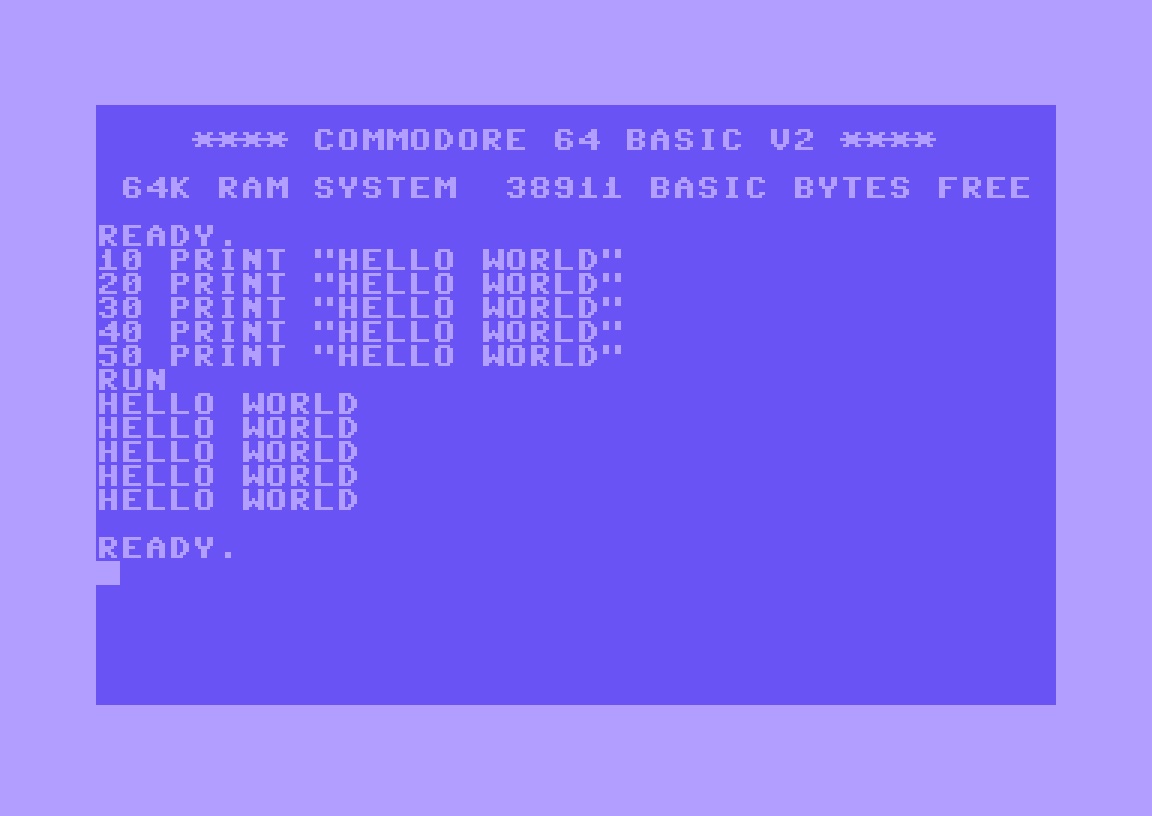 **** COMMODORE 64 BASIC V2 ****
64K RAM SYSTEM  38911 BASIC BYTES FREE
READY.
10 PRINT "HELLO WORLD"
20 PRINT "HELLO WORLD"
30 PRINT "HELLO WORLD"
40 PRINT "HELLO WORLD"
50 PRINT "HELLO WORLD"
RUN
HELLO WORLD
HELLO WORLD
HELLO WORLD
HELLO WORLD
HELLO WORLD
READY.